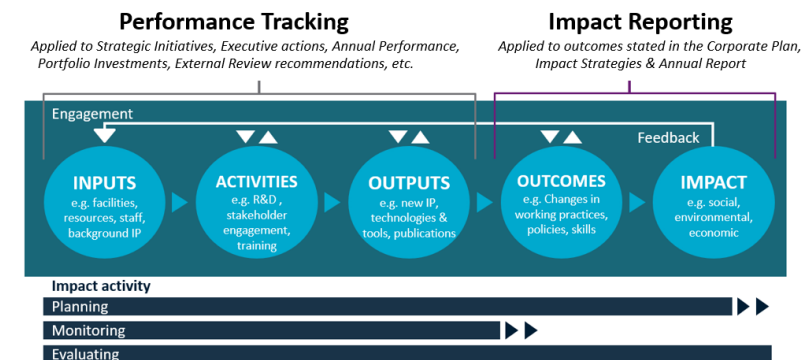 Performance Tracking
Applied to Strategic Initiatives, Executive actions, Annual Performance,
Portfolio Investments, External Review recommendations, etc.
Impact Reporting
Applied to outcomes stated in the Corporate Plan,
Impact Strategies & Annual Report
Engagement
Feedback
INPUTS
e.g. facilities,
resources, staff,
background IP
ACTIVITIES
e.g. R&D ,
stakeholder
engagement,
training
OUTPUTS
e.g. new IP,
technologies &
tools, publications
OUTCOMES
e.g. Changes in
working practices,
policies, skills
IMPACT
e.g. social,
environmental,
economic
Impact activity
Planning
Monitoring
Evaluating